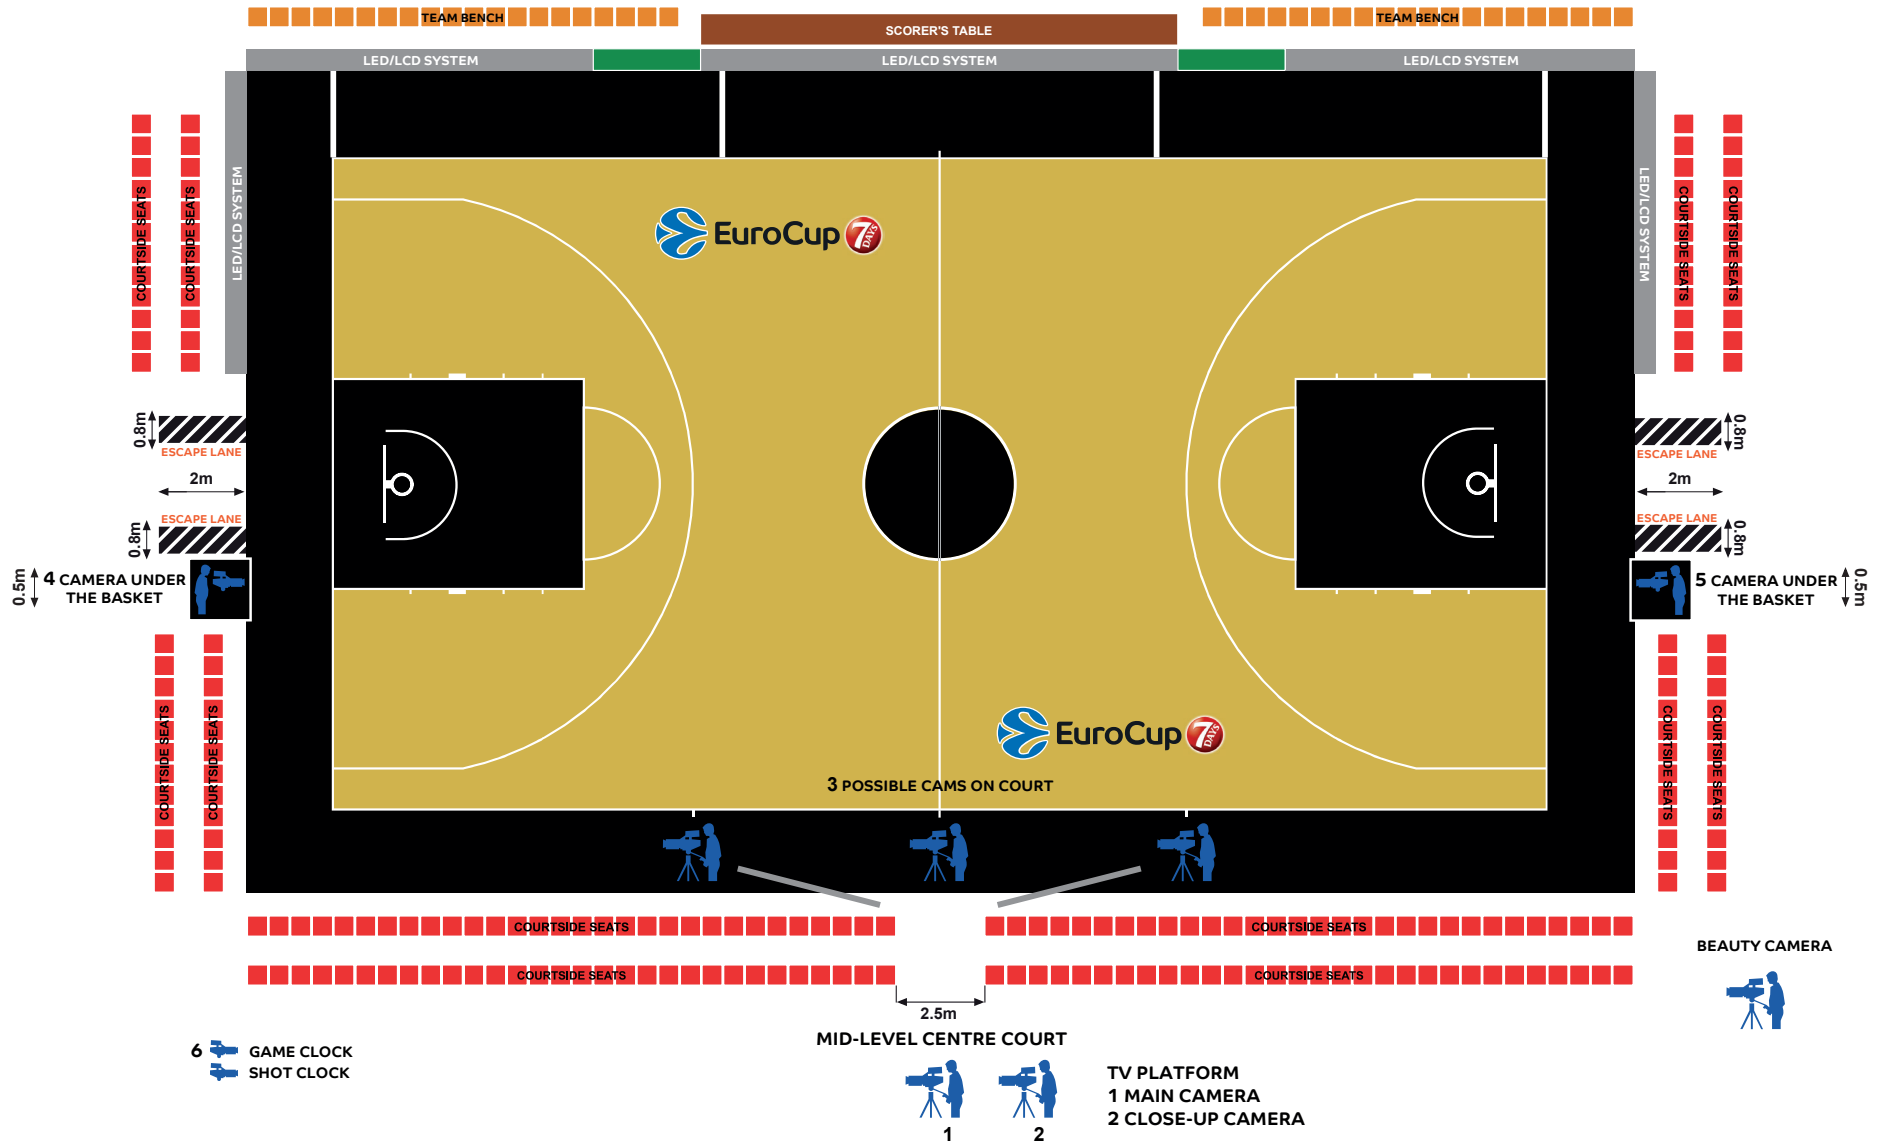 TEAM BENCH
TEAM BENCH
SCORER'S TABLE
LED/LCD SYSTEM
LED/LCD SYSTEM
LED/LCD SYSTEM
COURTSIDE SEATS
COURTSIDE SEATS
LED/LCD SYSTEM
LED/LCD SYSTEM
COURTSIDE SEATS
COURTSIDE SEATS
EuroCup 7DAYS
0.8m
ESCAPE LANE
2m
ESCAPE LANE
0.8m
0.8m
ESCAPE LANE
2m
ESCAPE LANE
0.8m
0.5m
4 CAMERA UNDER
THE BASKET
5 CAMERA UNDER
THE BASKET
0.5m
COURTSIDE SEATS
COURTSIDE SEATS
EuroCup 7DAYS
COURTSIDE SEATS
COURTSIDE SEATS
3 POSSIBLE CAMS ON COURT
COURTSIDE SEATS
COURTSIDE SEATS
COURTSIDE SEATS
COURTSIDE SEATS
BEAUTY CAMERA
2.5m
MID-LEVEL CENTRE COURT
6 GAME CLOCK
SHOT CLOCK
TV PLATFORM
1 MAIN CAMERA
2 CLOSE-UP CAMERA
1
2